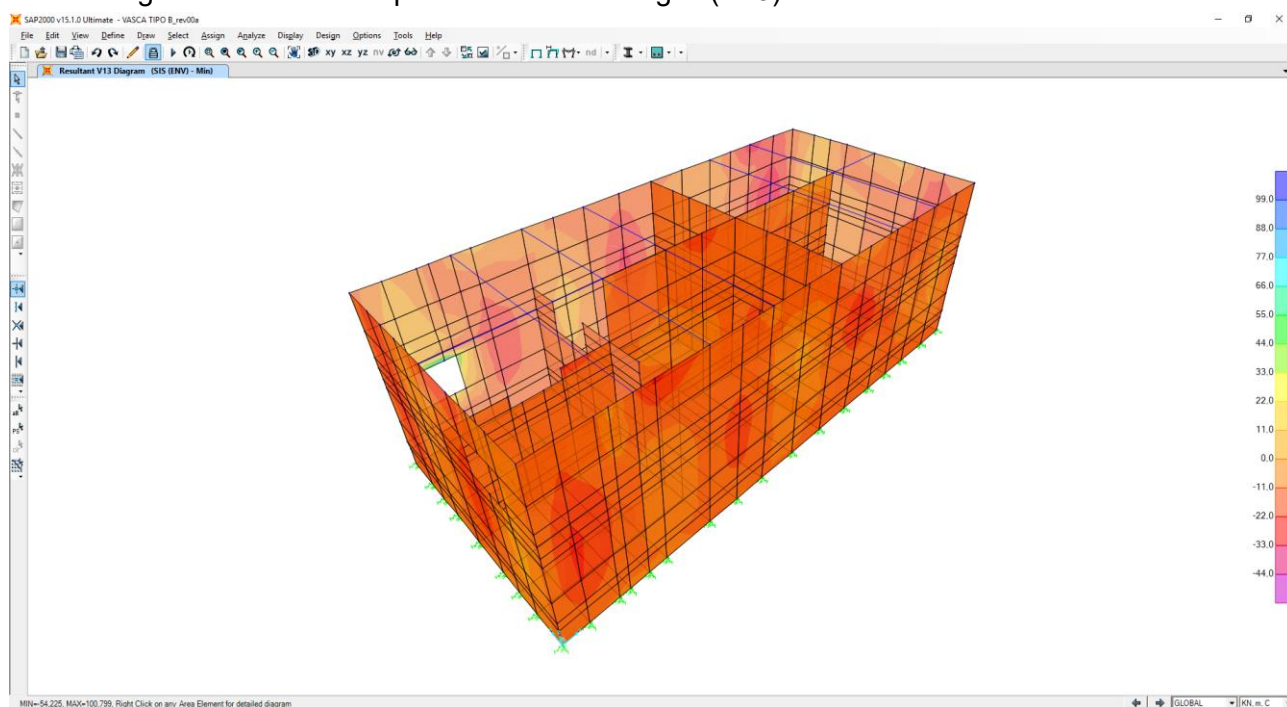 SAP2000 v15.1.0 Ultimate - VASCA TIPO B_rev00a
File Edit View Define Draw Select Assign Analyze Display Design Options Tools Help
xy xz yz nv nd
Resultant V13 Diagram (SIS (ENV) - Min)
99.0
88.0
77.0
66.0
55.0
44.0
33.0
22.0
11.0
0.0
-11.0
-22.0
-33.0
-44.0
MIN=-54.225, MAX=100.799, Right Click on any Area Element for detailed diagram
GLOBAL KN, m, C